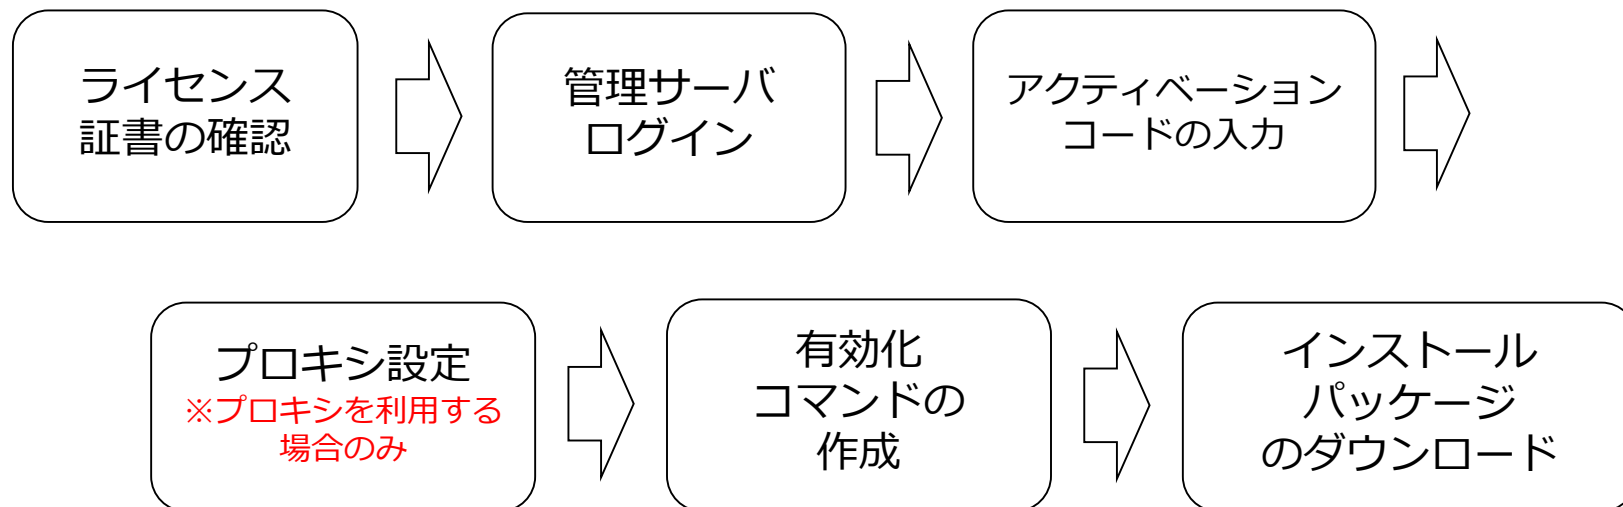 ライセンス
証書の確認
管理サーバ
ログイン
アクティベーション
コードの入力
プロキシ設定
※プロキシを利用する
場合のみ
有効化
コマンドの
作成
インストール
パッケージ
のダウンロード